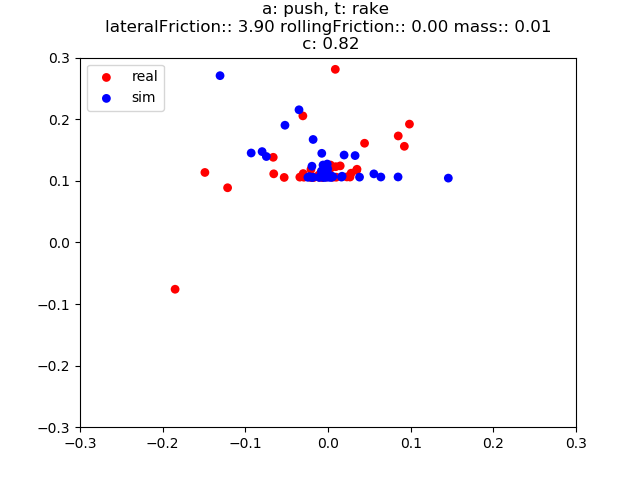 a: push, t: rake
lateralFriction:: 3.90 rollingFriction:: 0.00 mass:: 0.01
c: 0.82
real
sim
0.3
0.2
0.1
0.0
−0.1
−0.2
−0.3
−0.3 −0.2 −0.1 0.0 0.1 0.2 0.3